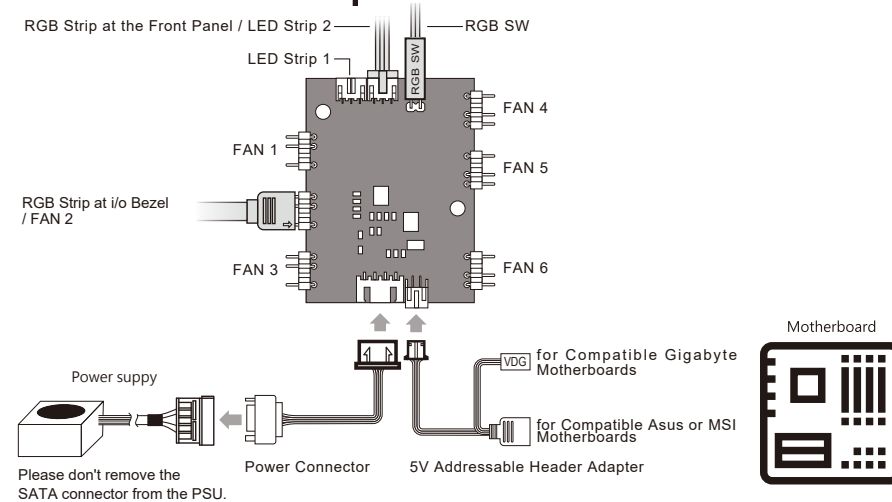 RGB Strip at the Front Panel / LED Strip 2
RGB SW
LED Strip 1
RGB SW
FAN 4
FAN 1
FAN 5
RGB Strip at i/o Bezel
/ FAN 2
FAN 3
FAN 6
Motherboard
VDG
for Compatible Gigabyte
Motherboards
Power suppy
for Compatible Asus or MSI
Motherboards
Power Connector
5V Addressable Header Adapter
Please don't remove the
SATA connector from the PSU.